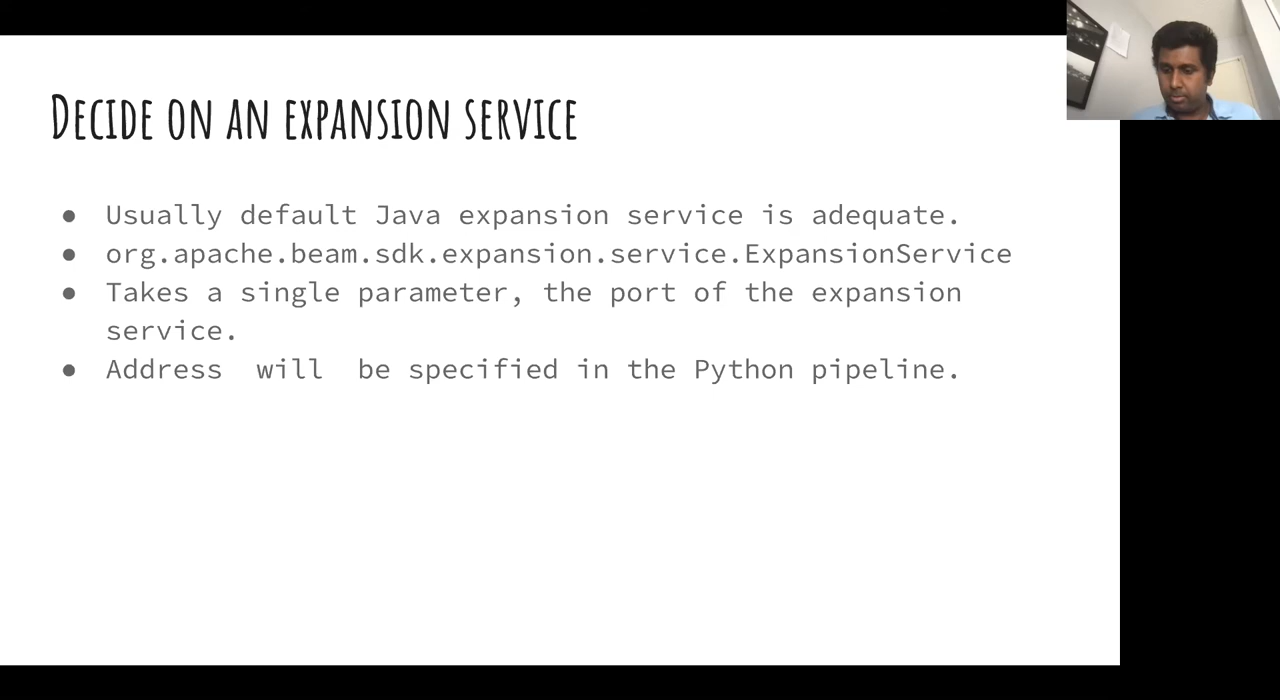 Decide on an expansion service
● Usually default Java expansion service is adequate.
● org.apache.beam.sdk.expansion.service.ExpansionService
● Takes a single parameter, the port of the expansion
service.
● Address will be specified in the Python pipeline.